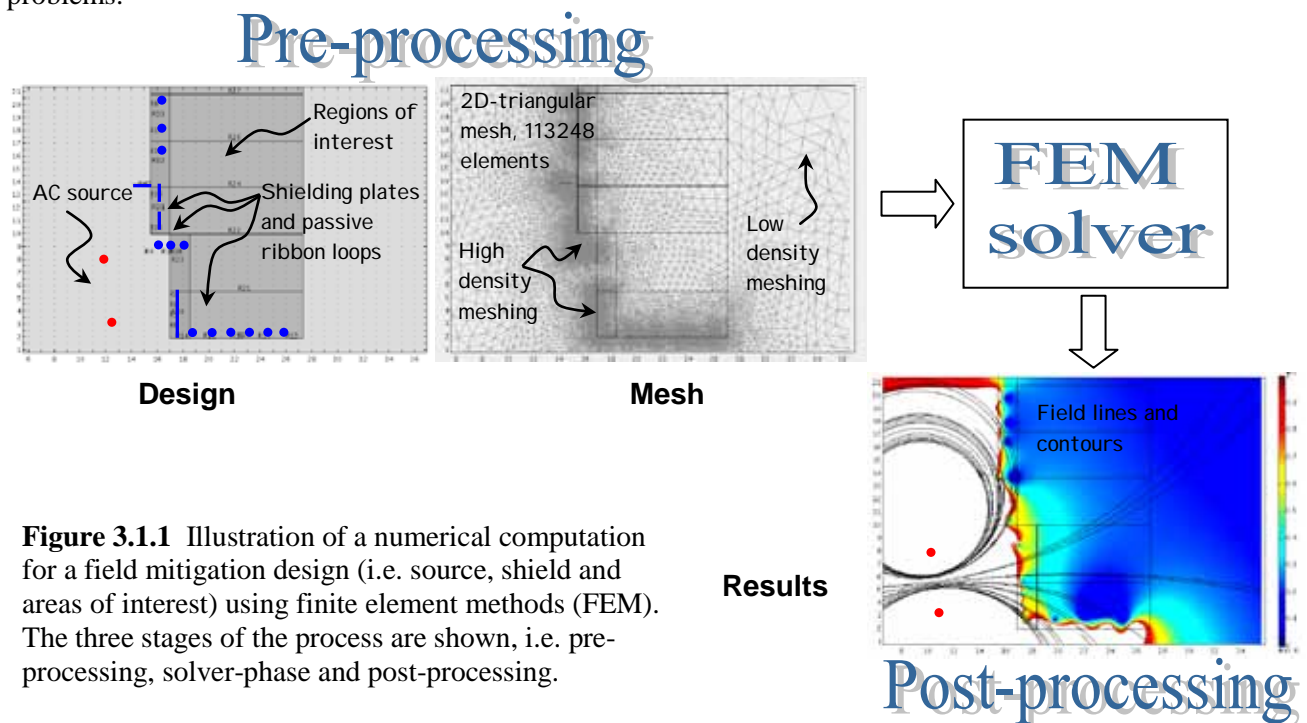 problems.
Pre-processing
AC source
Regions of
interest
Shielding plates
and passive
ribbon loops
Design
2D-triangular
mesh, 113248
elements
High
density
meshing
Low
density
meshing
Mesh
FEM
solver
Field lines and
contours
Results
Post-processing
Figure 3.1.1 Illustration of a numerical computation
for a field mitigation design (i.e. source, shield and
areas of interest) using finite element methods (FEM).
The three stages of the process are shown, i.e. pre-
processing, solver-phase and post-processing.